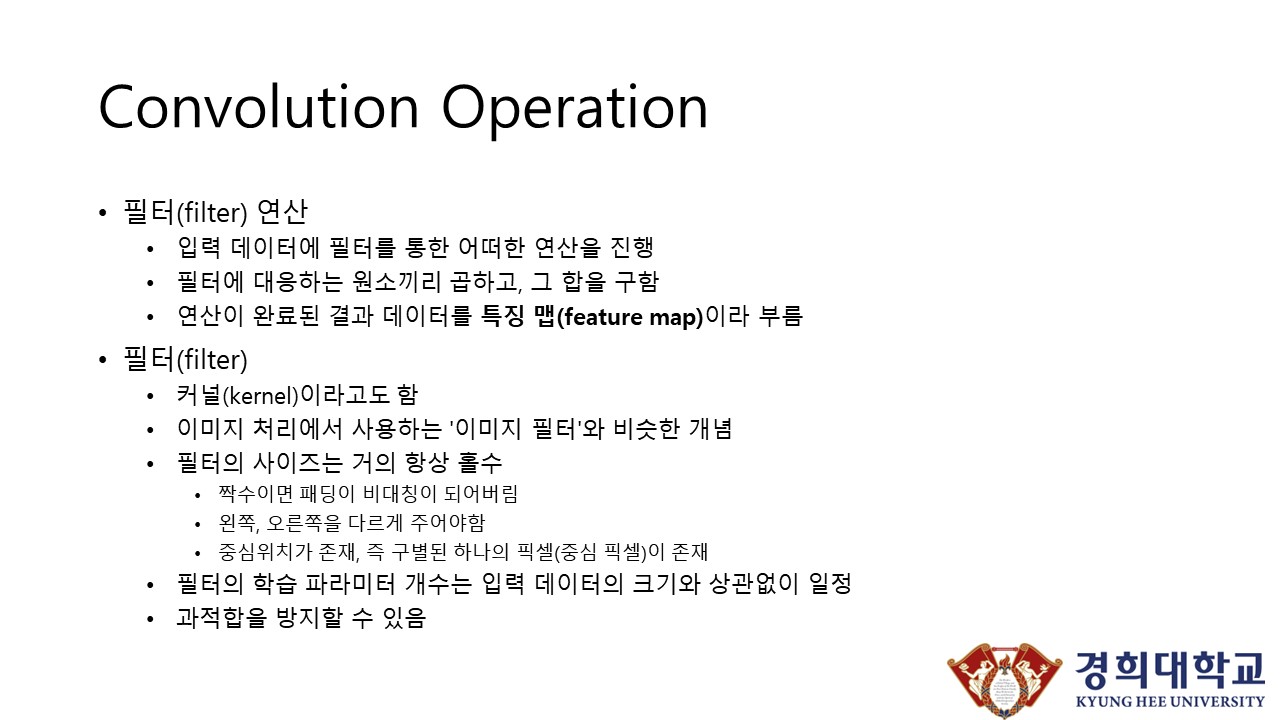 Convolution Operation
• 필터(filter) 연산
• 입력 데이터에 필터를 통한 어떠한 연산을 진행
• 필터에 대응하는 원소끼리 곱하고, 그 합을 구함
• 연산이 완료된 결과 데이터를 특징 맵(feature map)이라 부름
• 필터(filter)
• 커널(kernel)이라고도 함
• 이미지 처리에서 사용하는 '이미지 필터'와 비슷한 개념
• 필터의 사이즈는 거의 항상 홀수
• 짝수이면 패딩이 비대칭이 되어버림
• 왼쪽, 오른쪽을 다르게 주어야함
• 중심위치가 존재, 즉 구별된 하나의 픽셀(중심 픽셀)이 존재
• 필터의 학습 파라미터 개수는 입력 데이터의 크기와 상관없이 일정
• 과적합을 방지할 수 있음
경희대학교
KYUNG HEE UNIVERSITY